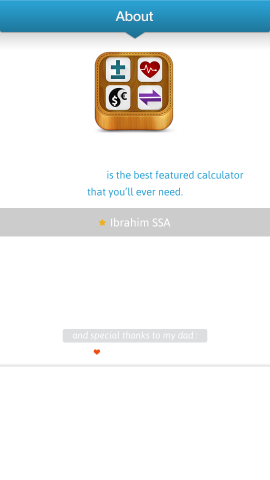 About
is the best featured calculator
that you'll ever need.
Ibrahim SSA
and special thanks to my dad :